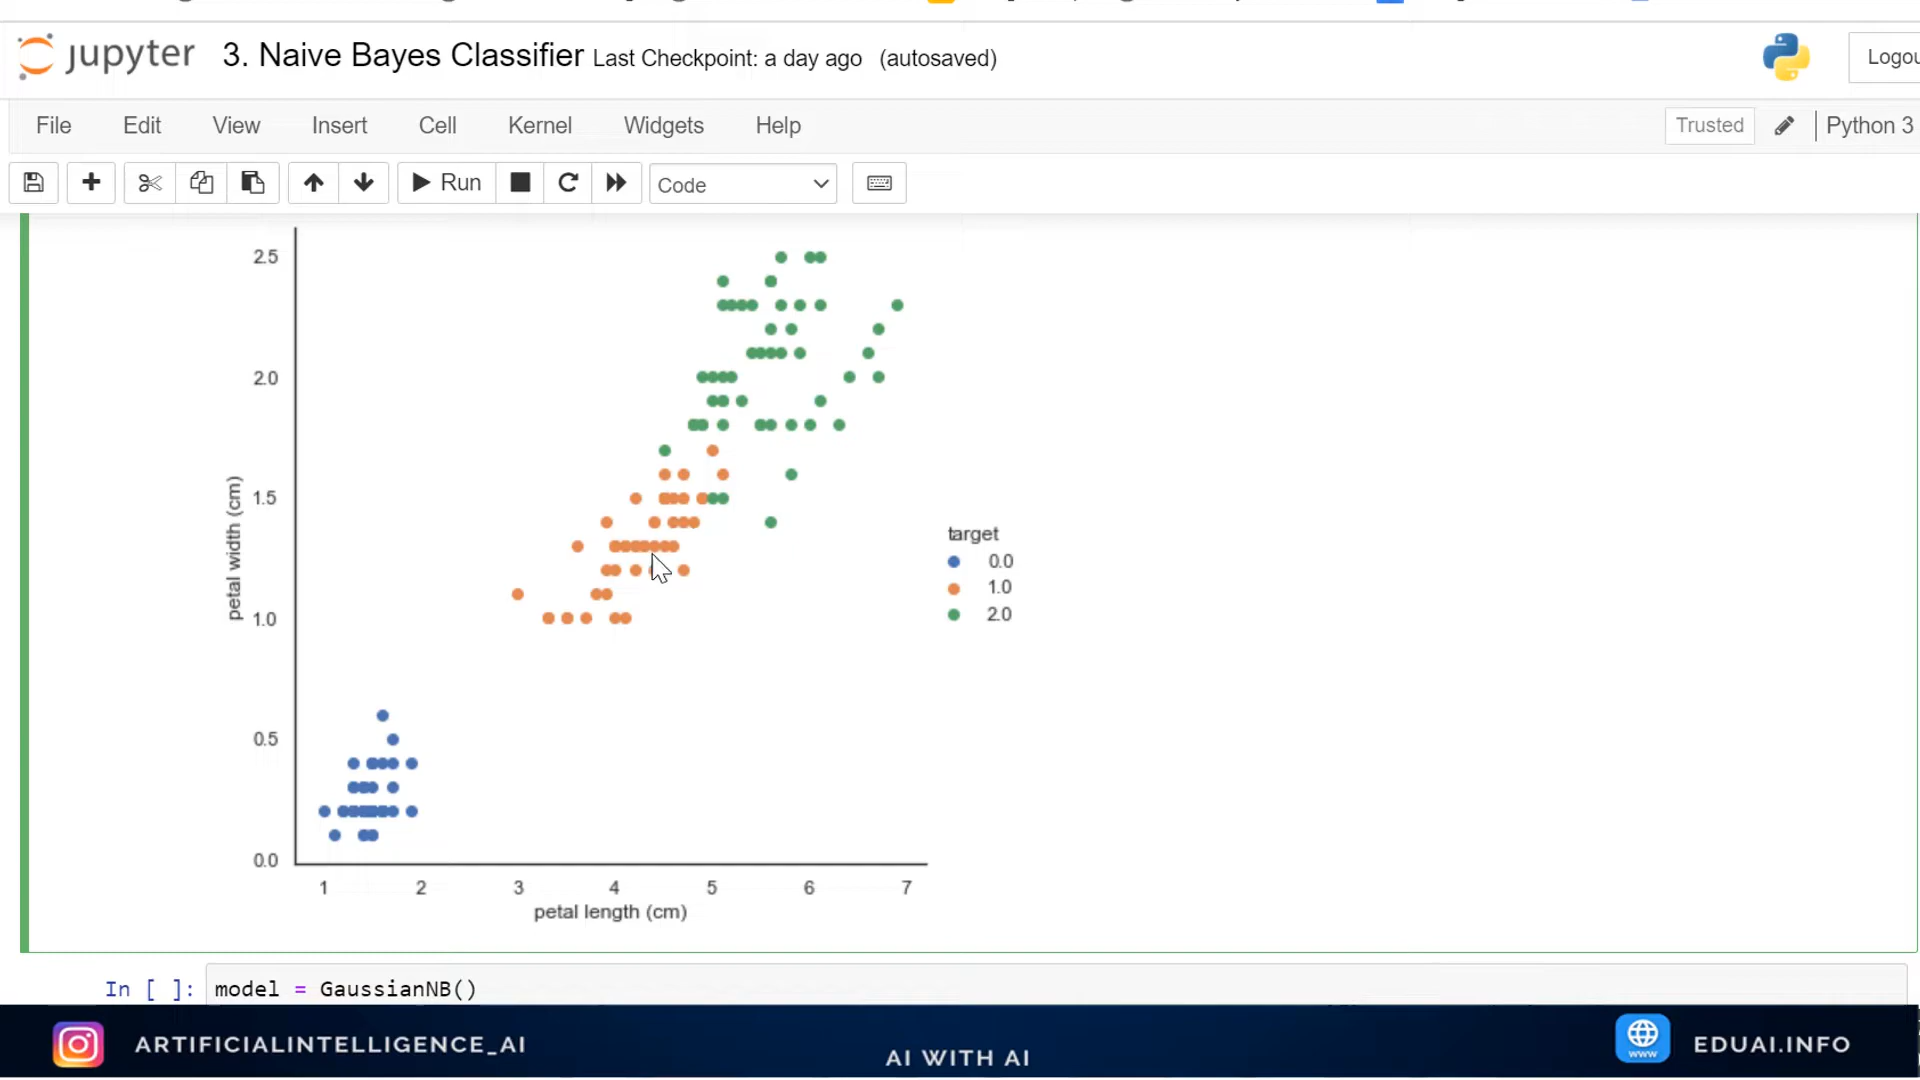 jupyter 3. Naive Bayes Classifier Last Checkpoint: a day ago (autosaved)
File Edit View Insert Cell Kernel Widgets Help Trusted Python 3
Run Code
2.5
2.0
1.5
1.0
0.5
0.0
petal width (cm)
target
0.0
1.0
2.0
1 2 3 4 5 6 7
petal length (cm)
In [ ]: model = GaussianNB()
ARTIFICIALINTELLIGENCE_AI
AI WITH AI
www
EDUAI.INFO